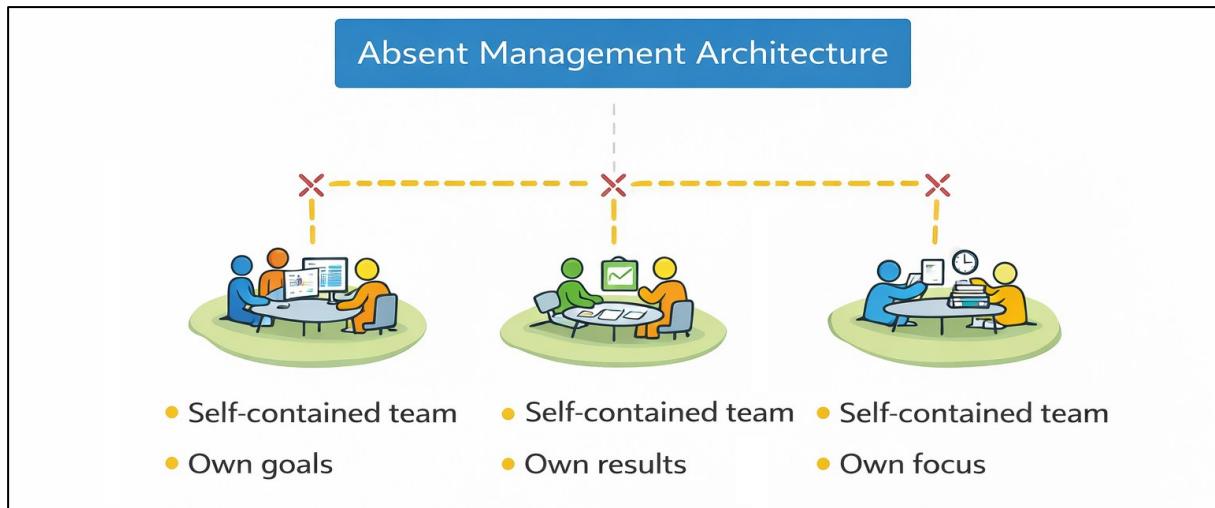 Absent Management Architecture
Self-contained team
Own goals
Self-contained team
Own results
Self-contained team
Own focus